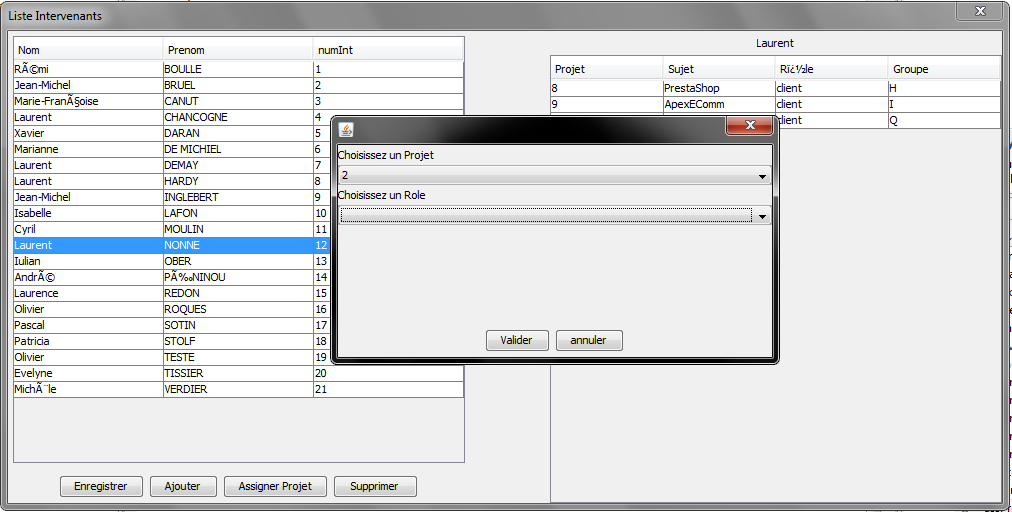 Liste Intervenants
Nom Prenom numInt
RÃ©mi BOULLE 1
Jean-Michel BRUEL 2
Marie-FranÃ§oise CANUT 3
Laurent CHANCOGNE 4
Xavier DARAN 5
Marianne DE MICHIEL 6
Laurent DEMAY 7
Laurent HARDY 8
Jean-Michel INGLEBERT 9
Isabelle LAFON 10
Cyril MOULIN 11
Laurent NONNE 12
Iulian OBER 13
AndrÃ© PÃ‰NINOU 14
Laurence REDON 15
Olivier ROQUES 16
Pascal SOTIN 17
Patricia STOLF 18
Olivier TESTE 19
Evelyne TISSIER 20
MichÃ¨le VERDIER 21
Enregistrer Ajouter Assigner Projet Supprimer
Laurent
Projet Sujet Rï¿½le Groupe
8 PrestaShop client H
9 ApexEComm client I
client Q
Choisissez un Projet
2
Choisissez un Role
Valider annuler